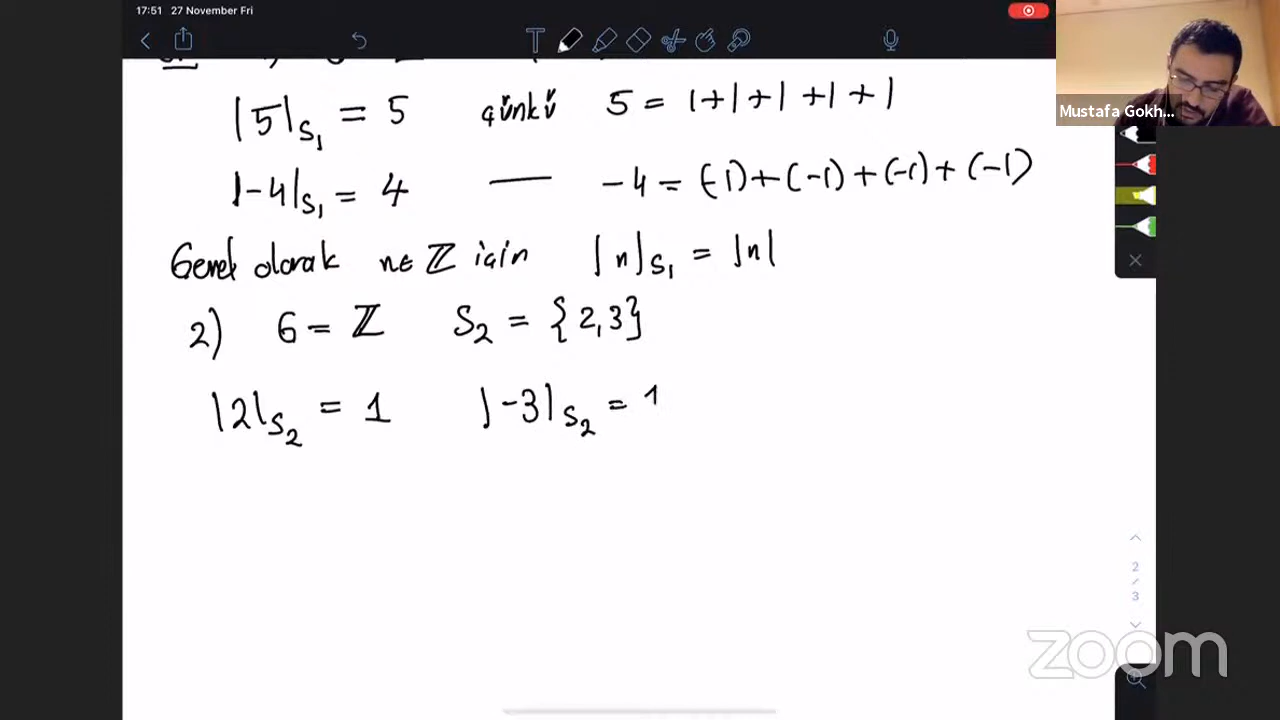 17:51 27 November Fri
Mustafa Gokh...
|5|S₁ = 5 çünkü 5 = 1+1+1+1+1
|-4|S₁ = 4 — -4 = (-1)+(-1)+(-1)+(-1)
Genel olarak n∈ ℤ için |n|S₁ = |n|
2) G = ℤ S₂ = {2,3}
|2|S₂ = 1 |-3|S₂ = 1
2
/
3
zoom